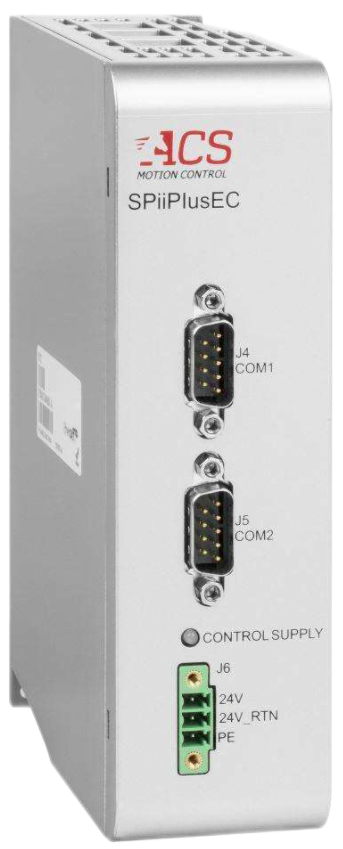 ACS
MOTION CONTROL
SPiiPlusEC
J4
COM1
J5
COM2
CONTROL SUPPLY
J6
24V
24V_RTN
PE